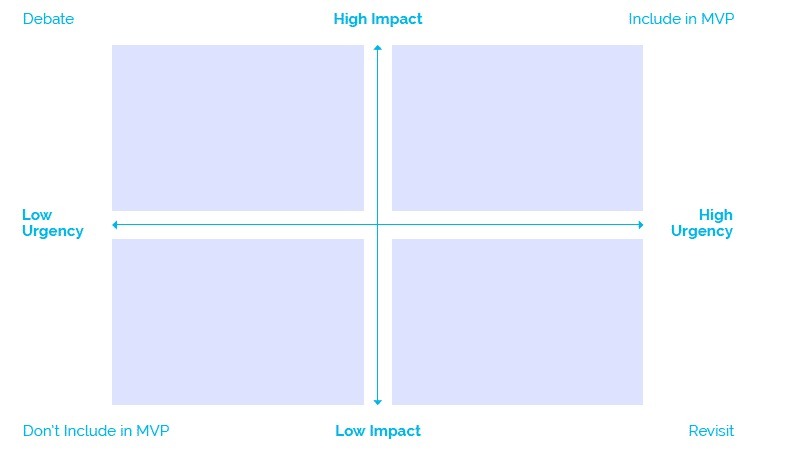 Debate
High Impact
Include in MVP
Low
Urgency
High
Urgency
Don't Include in MVP
Low Impact
Revisit